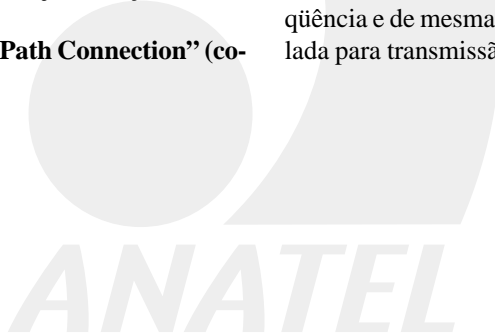 Path Connection” (co-
qüência e de mesma
lada para transmissã
ANATEL